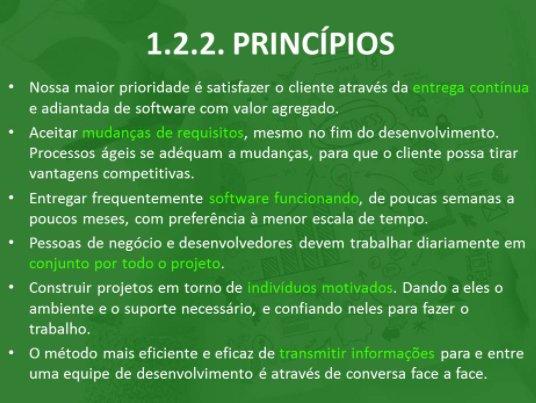 1.2.2. PRINCÍPIOS
• Nossa maior prioridade é satisfazer o cliente através da entrega contínua
e adiantada de software com valor agregado.
• Aceitar mudanças de requisitos, mesmo no fim do desenvolvimento.
Processos ágeis se adéquam a mudanças, para que o cliente possa tirar
vantagens competitivas.
• Entregar frequentemente software funcionando, de poucas semanas a
poucos meses, com preferência à menor escala de tempo.
• Pessoas de negócio e desenvolvedores devem trabalhar diariamente em
conjunto por todo o projeto.
• Construir projetos em torno de indivíduos motivados. Dando a eles o
ambiente e o suporte necessário, e confiando neles para fazer o
trabalho.
• O método mais eficiente e eficaz de transmitir informações para e entre
uma equipe de desenvolvimento é através de conversa face a face.